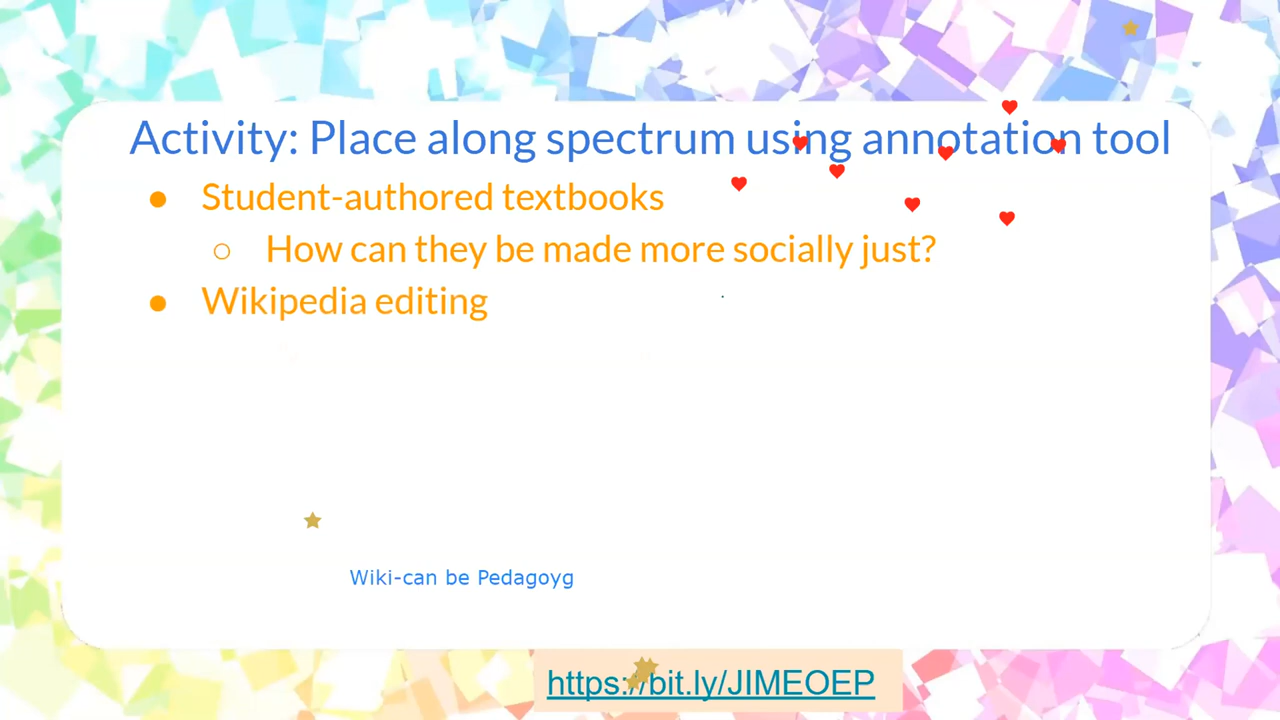 Activity: Place along spectrum using annotation tool
● Student-authored textbooks
○ How can they be made more socially just?
● Wikipedia editing
Wiki-can be Pedagoyg
https://bit.ly/JIMEOEP